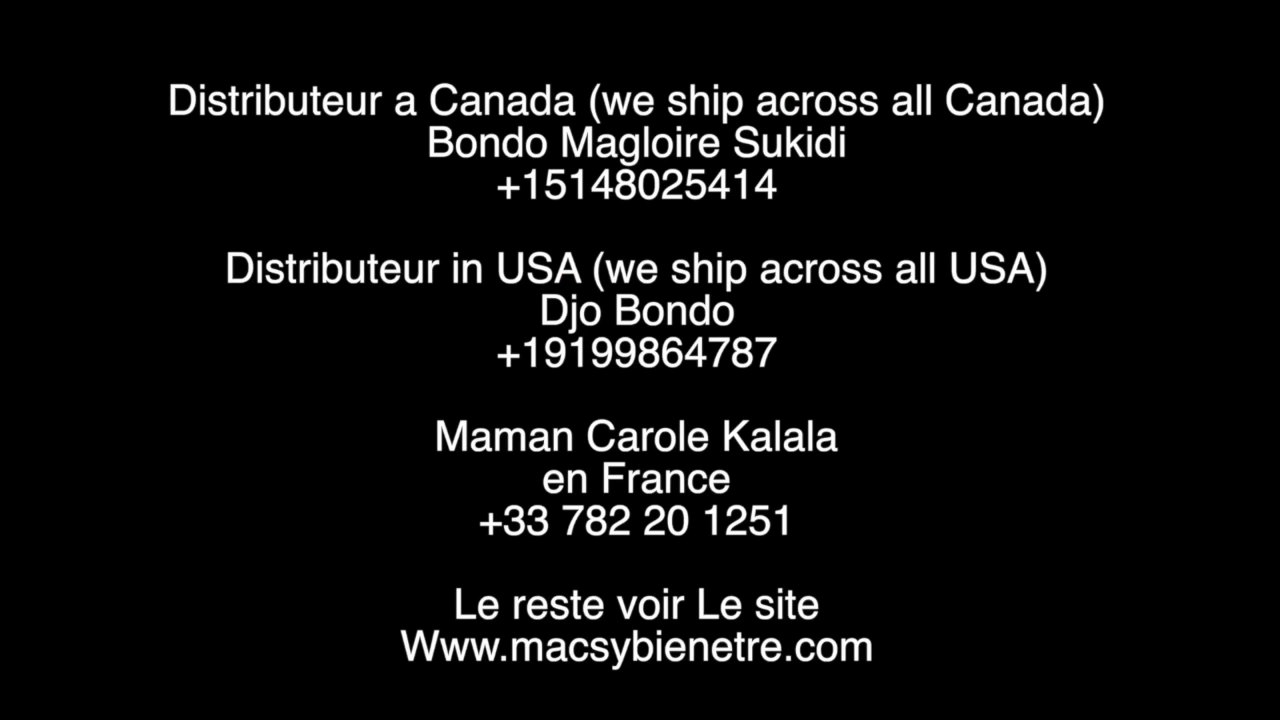 Distributeur a Canada (we ship across all Canada)
Bondo Magloire Sukidi
+15148025414
Distributeur in USA (we ship across all USA)
Djo Bondo
+19199864787
Maman Carole Kalala
en France
+33 782 20 1251
Le reste voir Le site
Www.macsybienetre.com